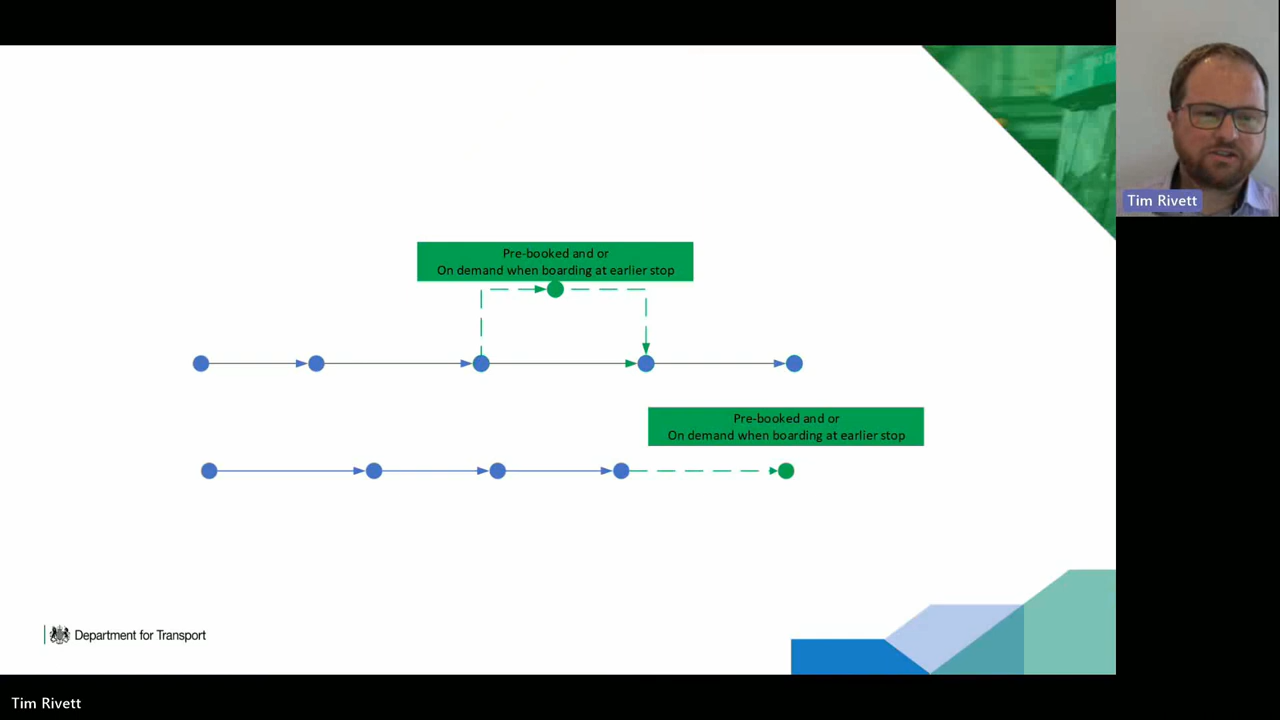 Tim Rivett
Pre-booked and or
On demand when boarding at earlier stop
Pre-booked and or
On demand when boarding at earlier stop
Department for Transport
Tim Rivett